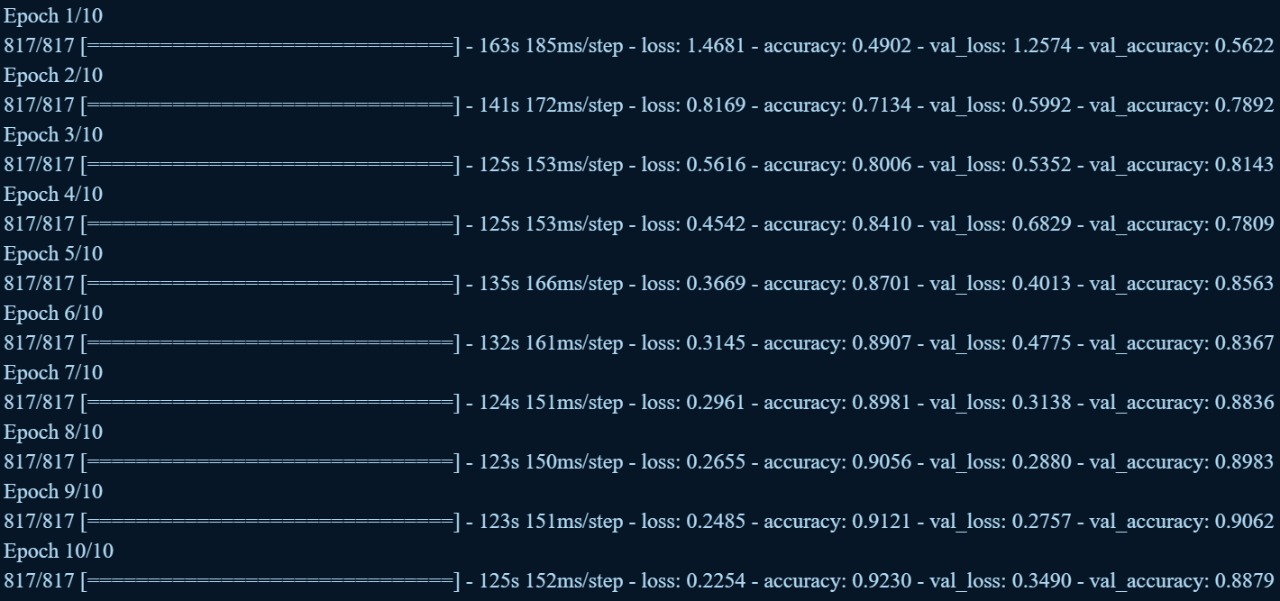 Epoch 1/10
817/817 [==============================] - 163s 185ms/step - loss: 1.4681 - accuracy: 0.4902 - val_loss: 1.2574 - val_accuracy: 0.5622
Epoch 2/10
817/817 [==============================] - 141s 172ms/step - loss: 0.8169 - accuracy: 0.7134 - val_loss: 0.5992 - val_accuracy: 0.7892
Epoch 3/10
817/817 [==============================] - 125s 153ms/step - loss: 0.5616 - accuracy: 0.8006 - val_loss: 0.5352 - val_accuracy: 0.8143
Epoch 4/10
817/817 [==============================] - 125s 153ms/step - loss: 0.4542 - accuracy: 0.8410 - val_loss: 0.6829 - val_accuracy: 0.7809
Epoch 5/10
817/817 [==============================] - 135s 166ms/step - loss: 0.3669 - accuracy: 0.8701 - val_loss: 0.4013 - val_accuracy: 0.8563
Epoch 6/10
817/817 [==============================] - 132s 161ms/step - loss: 0.3145 - accuracy: 0.8907 - val_loss: 0.4775 - val_accuracy: 0.8367
Epoch 7/10
817/817 [==============================] - 124s 151ms/step - loss: 0.2961 - accuracy: 0.8981 - val_loss: 0.3138 - val_accuracy: 0.8836
Epoch 8/10
817/817 [==============================] - 123s 150ms/step - loss: 0.2655 - accuracy: 0.9056 - val_loss: 0.2880 - val_accuracy: 0.8983
Epoch 9/10
817/817 [==============================] - 123s 151ms/step - loss: 0.2485 - accuracy: 0.9121 - val_loss: 0.2757 - val_accuracy: 0.9062
Epoch 10/10
817/817 [==============================] - 125s 152ms/step - loss: 0.2254 - accuracy: 0.9230 - val_loss: 0.3490 - val_accuracy: 0.8879